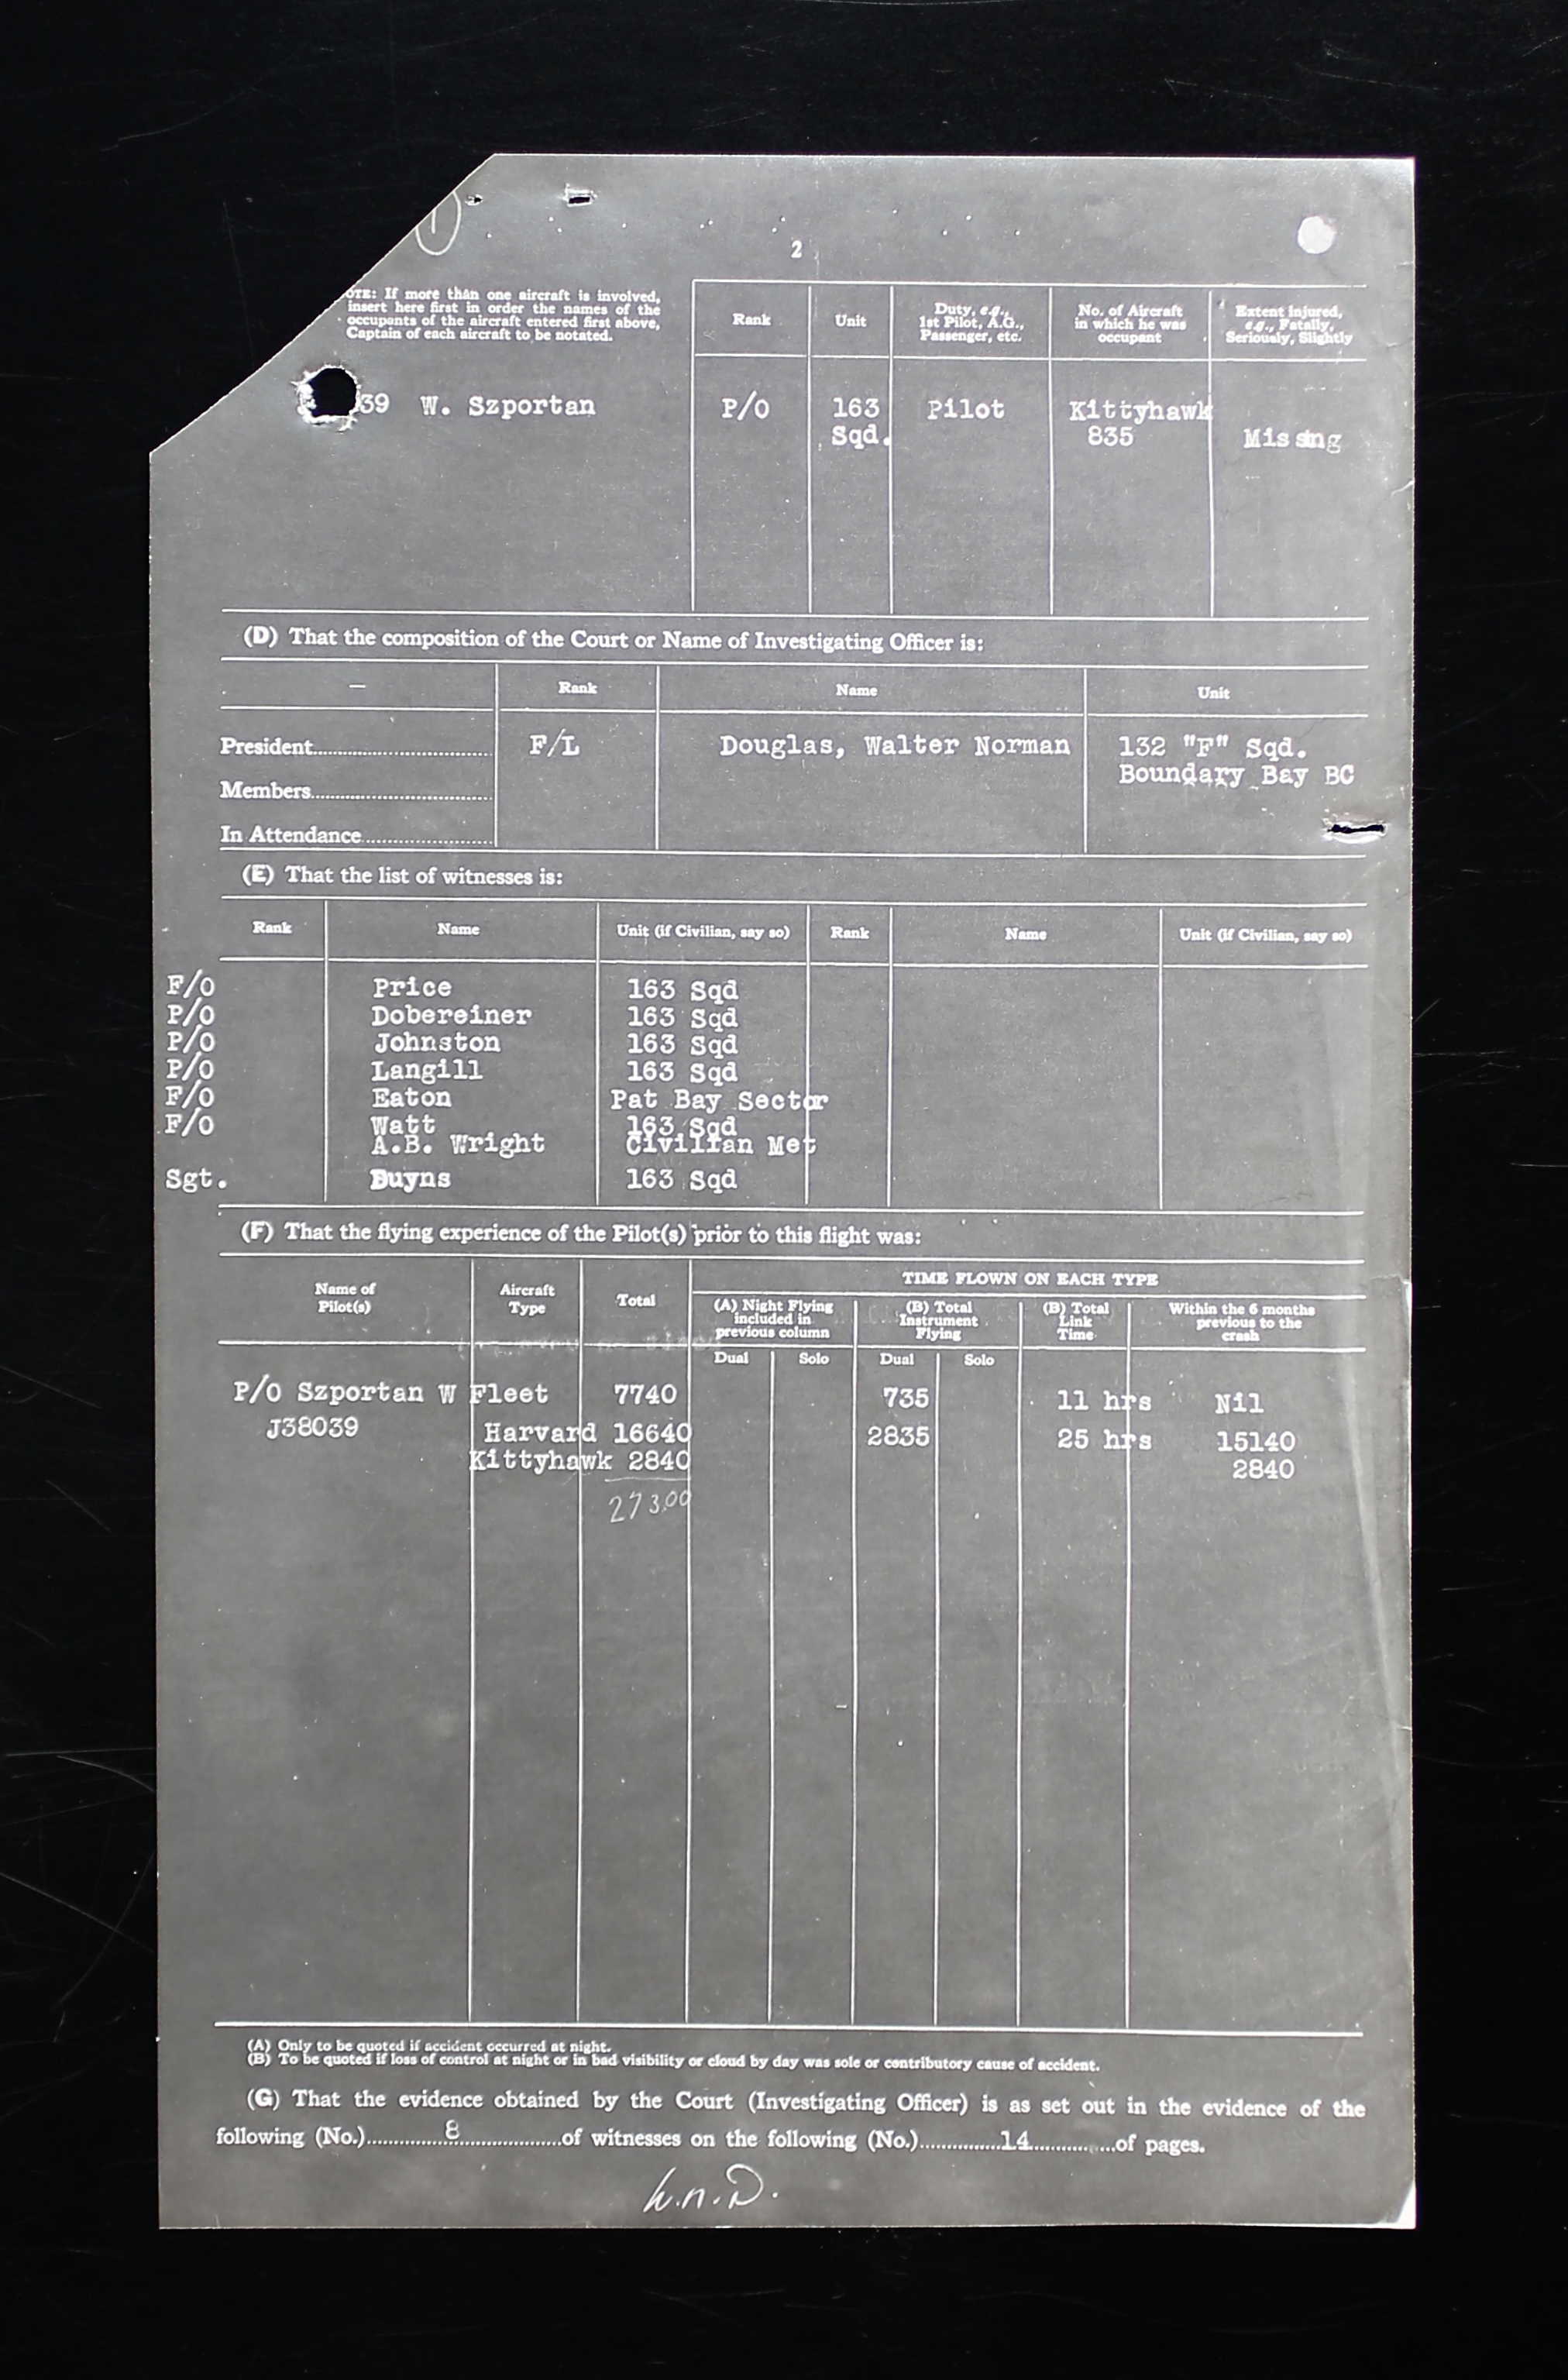 2
OTE: If more than one aircraft is involved,
insert here first in order the names of the
occupants of the aircraft entered first above,
Captain of each aircraft to be notated.
Rank
Unit
Duty, e.g.,
1st Pilot, A.G.,
Passenger, etc.
No. of Aircraft
in which he was
occupant
Extent Injured,
e.g., Fatally,
Seriously, Slightly
39 W. Szportan
P/O
163
Sqd.
Pilot
Kittyhawk
835
Missing
(D) That the composition of the Court or Name of Investigating Officer is:
— Rank Name Unit
President F/L Douglas, Walter Norman 132 "F" Sqd.
Boundary Bay BC
Members
In Attendance
(E) That the list of witnesses is:
Rank Name Unit (if Civilian, say so) Rank Name Unit (if Civilian, say so)
F/O Price 163 Sqd
P/O Dobereiner 163 Sqd
P/O Johnston 163 Sqd
P/O Langill 163 Sqd
F/O Eaton Pat Bay Sector
F/O Watt 163 Sqd
A.B. Wright Civilian Met
Sgt. Buyns 163 Sqd
(F) That the flying experience of the Pilot(s) prior to this flight was:
Name of
Pilot(s)
Aircraft
Type
Total
TIME FLOWN ON EACH TYPE
(A) Night Flying
included in
previous column
(B) Total
Instrument
Flying
(B) Total
Link
Time
Within the 6 months
previous to the
crash
Dual Solo Dual Solo
P/O Szportan W Fleet 7740 735 11 hrs Nil
J38039 Harvard 16640 2835 25 hrs 15140
Kittyhawk 2840 2840
273.00
(A) Only to be quoted if accident occurred at night.
(B) To be quoted if loss of control at night or in bad visibility or cloud by day was sole or contributory cause of accident.
(G) That the evidence obtained by the Court (Investigating Officer) is as set out in the evidence of the
following (No.) 8 of witnesses on the following (No.) 14 of pages.
W.N.D.